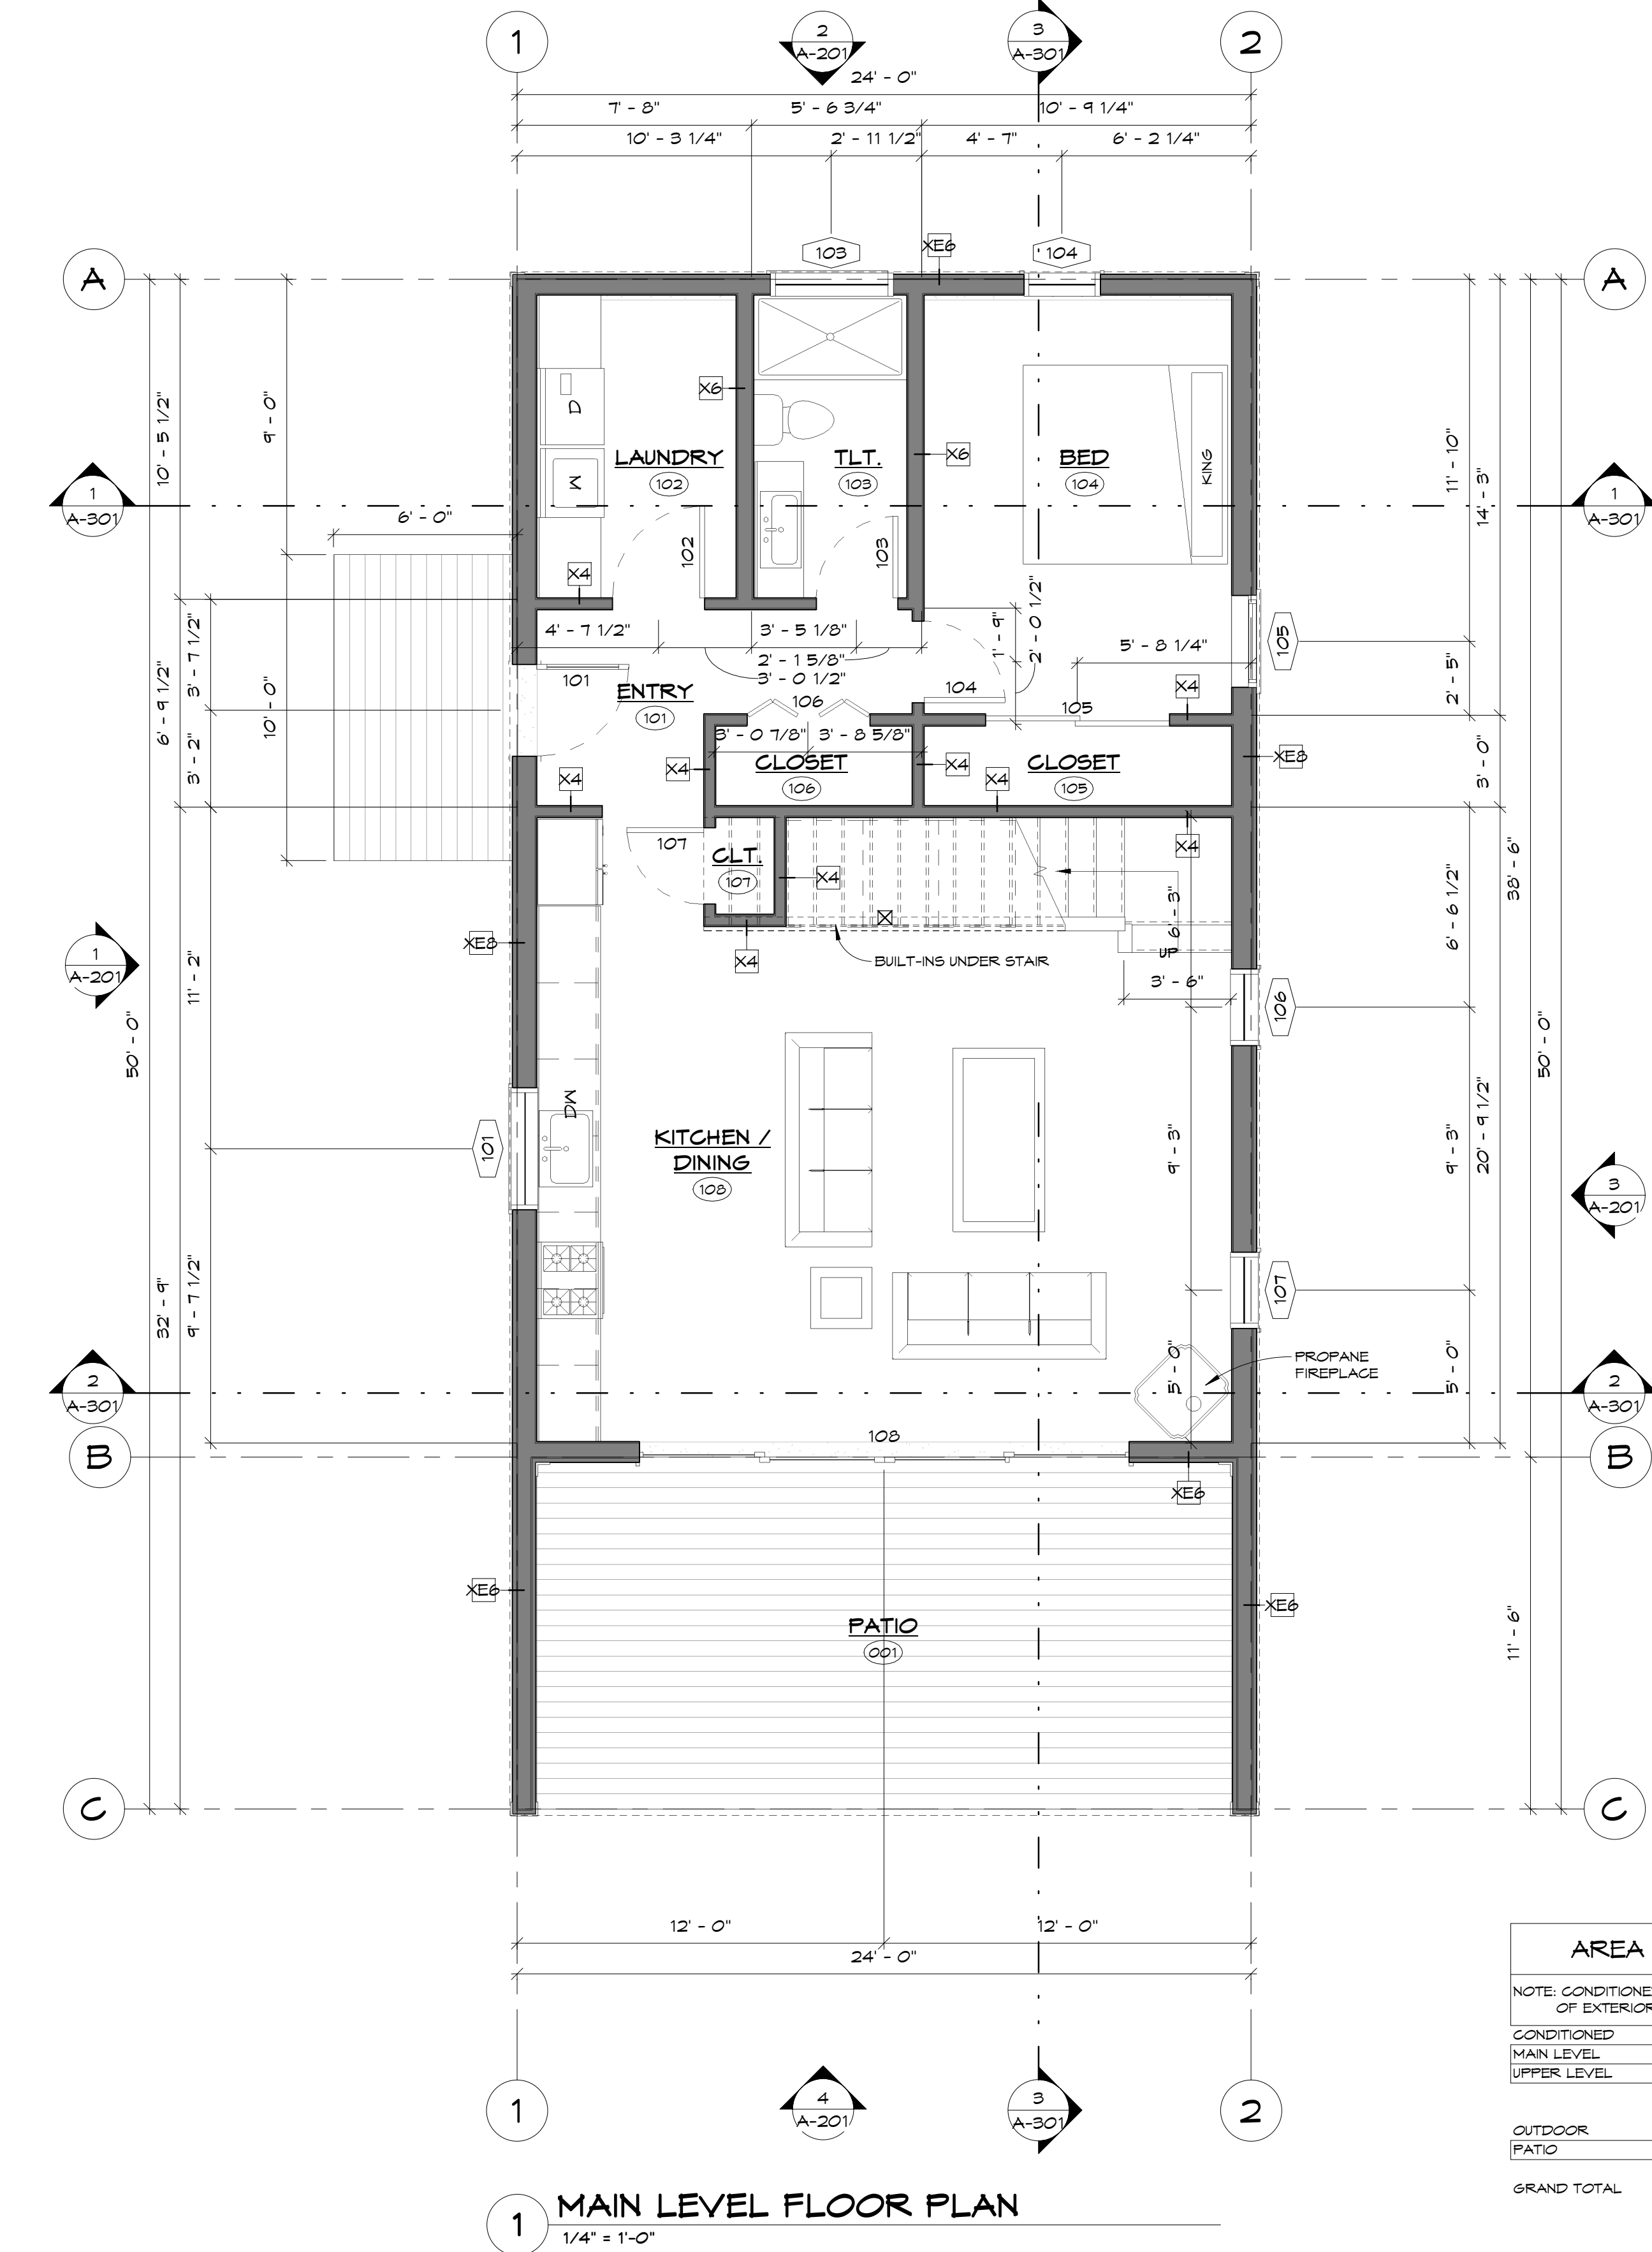 1
2
A-201
3
A-301
2
24' - 0"
7' - 8"
5' - 6 3/4"
10' - 9 1/4"
10' - 3 1/4"
2' - 11 1/2"
4' - 7"
6' - 2 1/4"
103
XE6
104
A
A
10' - 5 1/2"
9' - 0"
11' - 10"
14' - 3"
D
X6
LAUNDRY
102
TLT.
103
X6
BED
104
KING
1
A-301
W
1
A-301
6' - 0"
102
103
X4
4' - 7 1/2"
3' - 5 1/8"
1' - 9"
2' - 0 1/2"
5' - 8 1/4"
105
2' - 1 5/8"
3' - 0 1/2"
6' - 9 1/2"
3' - 7 1/2"
10' - 0"
2' - 5"
101
ENTRY
101
106
104
105
X4
3' - 0 7/8"
3' - 8 5/8"
3' - 2"
X4
CLOSET
106
X4
CLOSET
105
X4
X4
XE8
3' - 0"
107
CLT.
107
X4
X4
6' - 6 1/2"
38' - 6"
XE8
6' - 3"
UP
X4
BUILT-INS UNDER STAIR
3' - 6"
1
A-201
11' - 2"
50' - 0"
106
50' - 0"
DW
101
KITCHEN /
DINING
108
9' - 3"
9' - 3"
20' - 9 1/2"
3
A-201
32' - 9"
9' - 7 1/2"
107
5' - 0"
PROPANE
FIREPLACE
5' - 0"
2
A-301
2
A-301
108
B
B
XE6
XE6
PATIO
001
XE6
11' - 6"
C
C
12' - 0"
12' - 0"
24' - 0"
1
4
A-201
3
A-301
2
AREA
NOTE: CONDITIONE
OF EXTERIOR
CONDITIONED
MAIN LEVEL
UPPER LEVEL
OUTDOOR
PATIO
GRAND TOTAL
1
MAIN LEVEL FLOOR PLAN
1/4" = 1'-0"